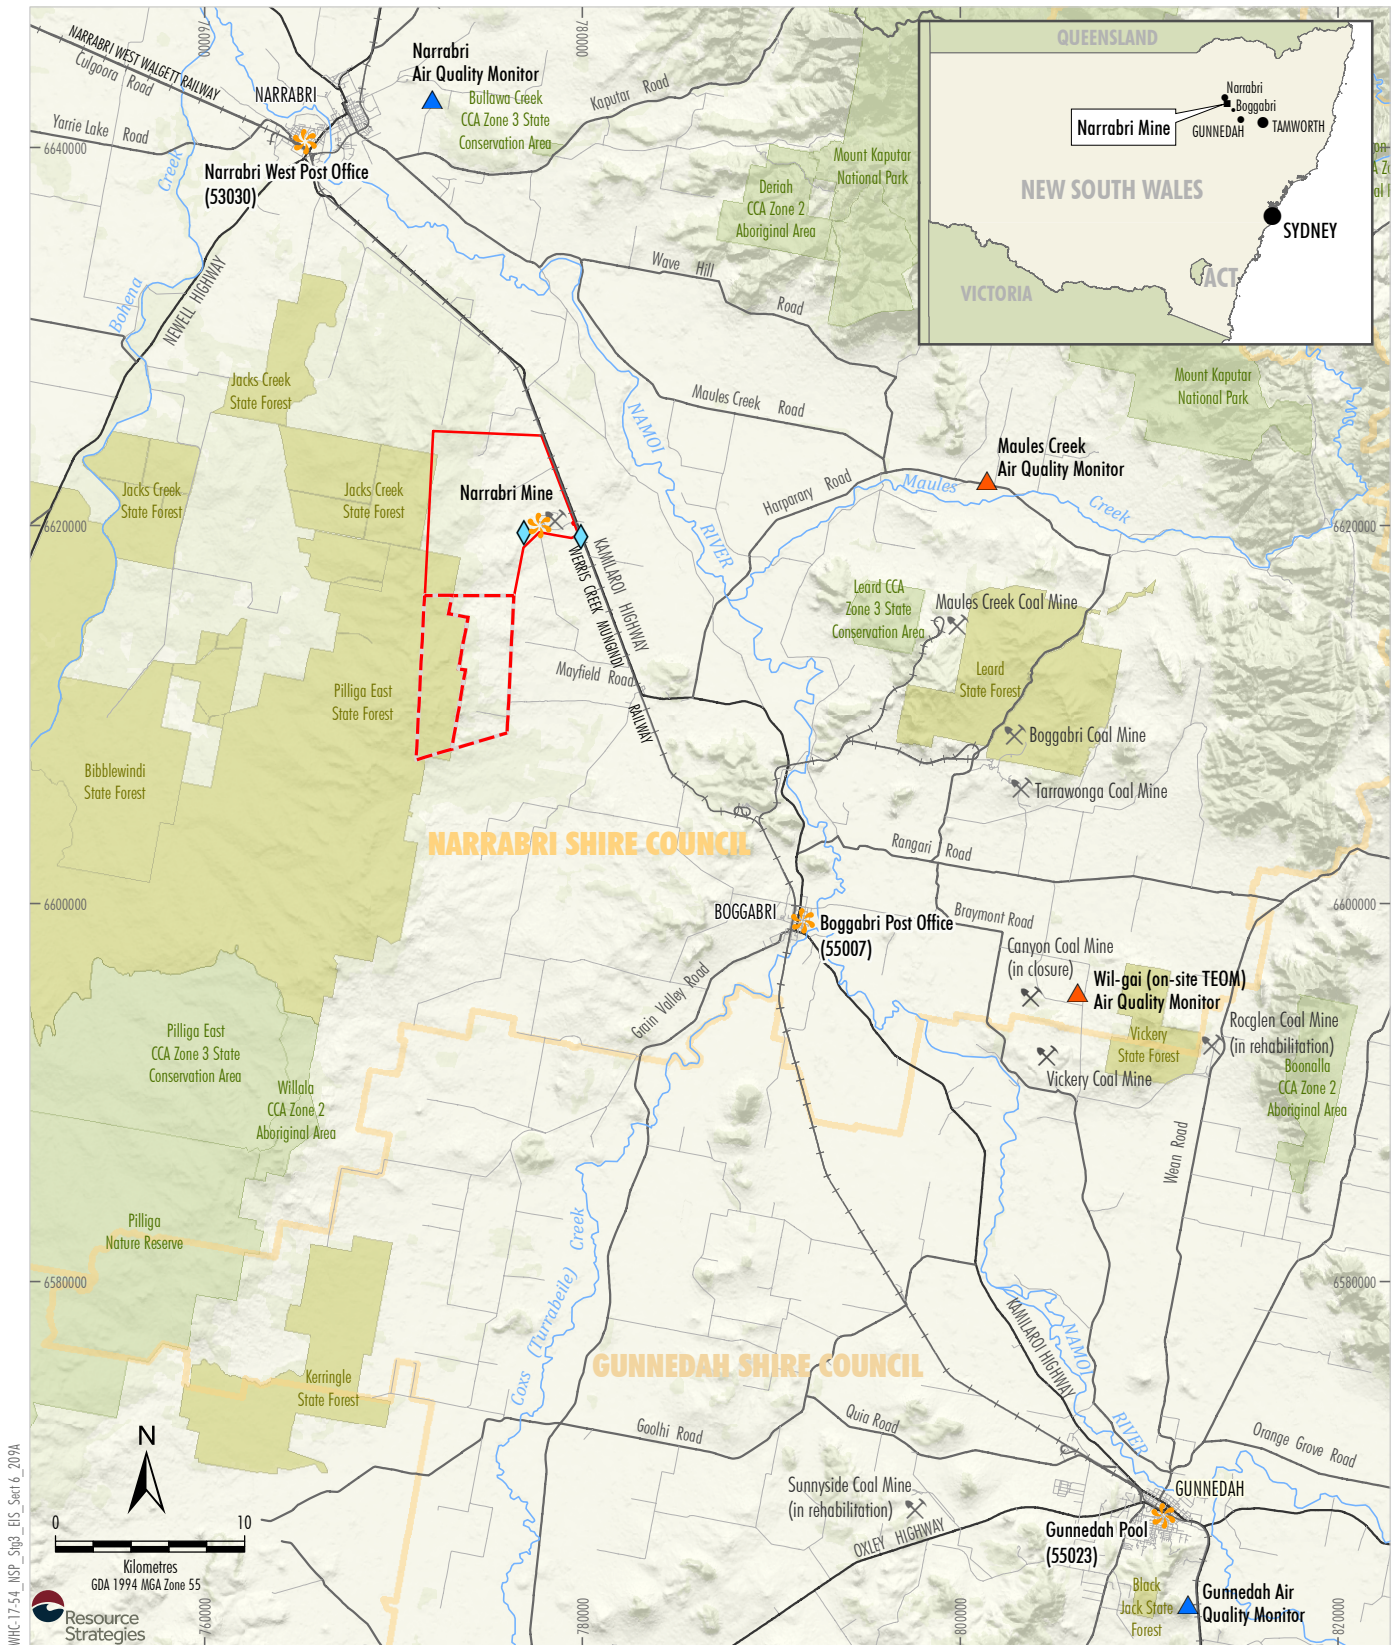 760000
780000
NARRABRI WEST WALGETT RAILWAY
Culgoora Road
Yarrie Lake Road
NARRABRI
Narrabri
Air Quality Monitor
Bullawa Creek
CCA Zone 3 State
Conservation Area
Kaputar Road
6640000
Narrabri West Post Office
(53030)
Creek
Bohena
NEWELL HIGHWAY
Mount Kaputar
National Park
Deriah
CCA Zone 2
Aboriginal Area
Wave Hill
Road
QUEENSLAND
Narrabri
Boggabri
Narrabri Mine
GUNNEDAH
TAMWORTH
NEW SOUTH WALES
SYDNEY
ACT
VICTORIA
Jacks Creek
State Forest
Maules Creek Road
Mount Kaputar
National Park
NAMOI
RIVER
Maules Creek
Air Quality Monitor
Harparary Road
Maules
Creek
Jacks Creek
State Forest
Jacks Creek
State Forest
Narrabri Mine
6620000
6620000
KAMILAROI HIGHWAY
WERRIS CREEK MUNGINDI
RAILWAY
Leard CCA
Zone 3 State
Conservation Area
Maules Creek Coal Mine
Leard
State Forest
Mayfield Road
Pilliga East
State Forest
Boggabri Coal Mine
Tarrawonga Coal Mine
Bibblewindi
State Forest
NARRABRI SHIRE COUNCIL
Rangari Road
6600000
6600000
BOGGABRI
Boggabri Post Office
(55007)
Braymont Road
Canyon Coal Mine
(in closure)
Wil-gai (on-site TEOM)
Air Quality Monitor
Grain Valley Road
Rocglen Coal Mine
(in rehabilitation)
Vickery
State Forest
Vickery Coal Mine
Boonalla
CCA Zone 2
Aboriginal Area
Pilliga East
CCA Zone 3 State
Conservation Area
Willala
CCA Zone 2
Aboriginal Area
Wean Road
Pilliga
Nature Reserve
Coxs (Turrabeile) Creek
6580000
6580000
KAMILAROI HIGHWAY
NAMOI
RIVER
GUNNEDAH SHIRE COUNCIL
Kerringle
State Forest
Goolhi Road
Quia Road
Orange Grove Road
Sunnyside Coal Mine
(in rehabilitation)
OXLEY HIGHWAY
GUNNEDAH
Gunnedah Pool
(55023)
Black
Jack State
Forest
Gunnedah Air
Quality Monitor
N
0 10
Kilometres
GDA 1994 MGA Zone 55
Resource
Strategies
WHC-17-54_NSP_Stg3_EIS_Sect 6_209A
760000
780000
800000
820000